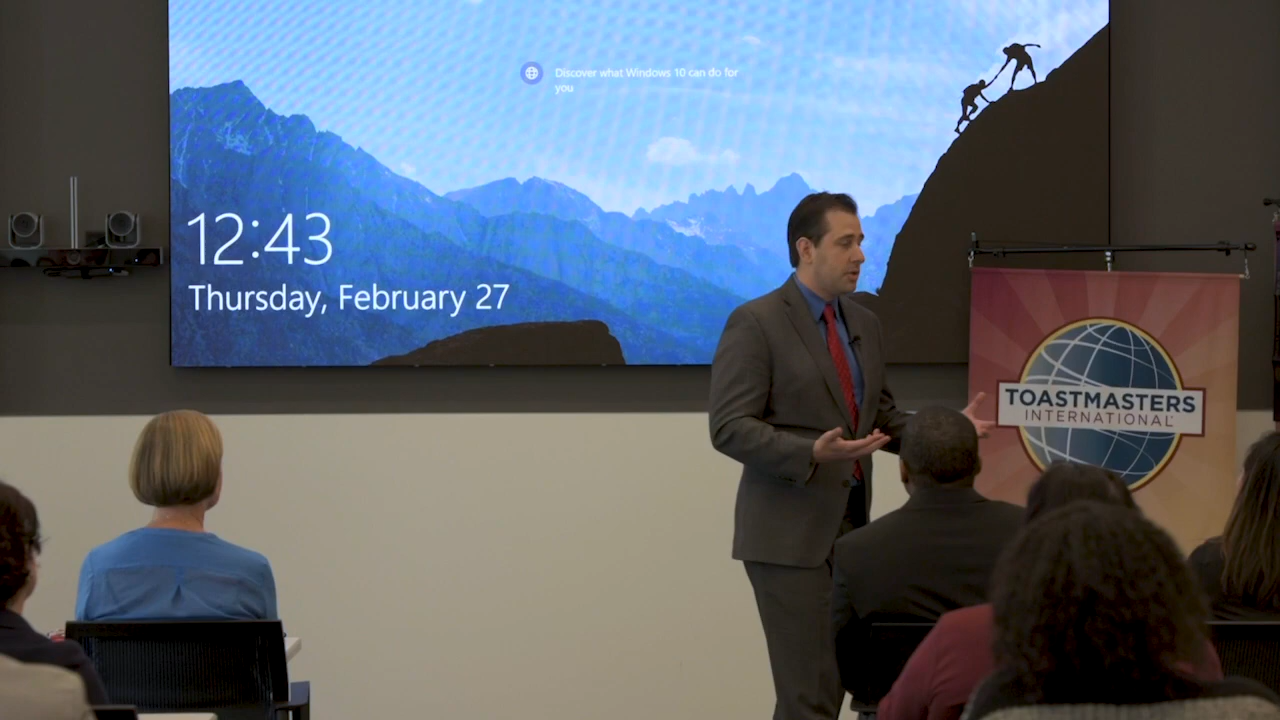 Discover what Windows 10 can do for
you
12:43
Thursday, February 27
TOASTMASTERS
INTERNATIONAL